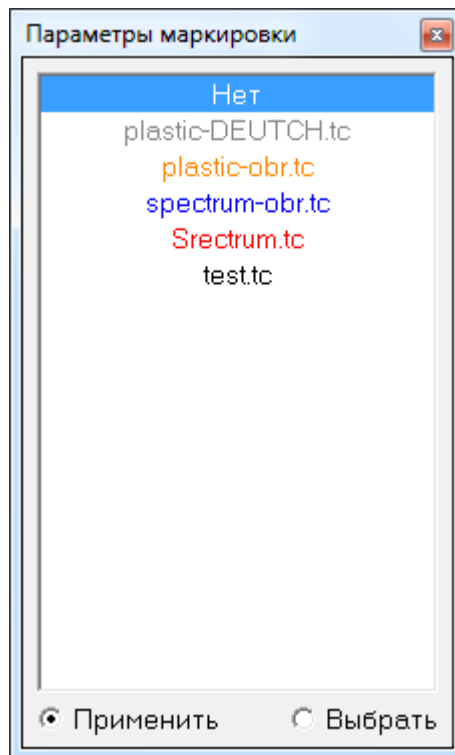 Параметры маркировки
Нет
plastic-DEUTCH.tc
plastic-obr.tc
spectrum-obr.tc
Srectrum.tc
test.tc
Применить Выбрать